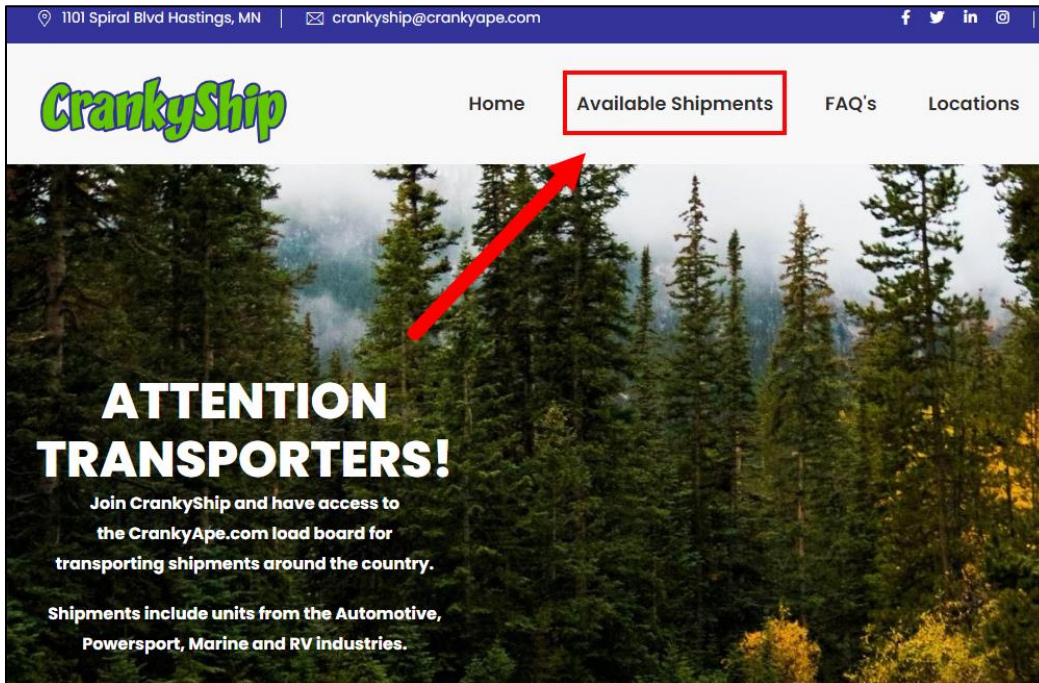 1101 Spiral Blvd Hastings, MN
crankyship@crankyape.com
CrankyShip
Home
Available Shipments
FAQ's
Locations
ATTENTION
TRANSPORTERS!
Join CrankyShip and have access to
the CrankyApe.com load board for
transporting shipments around the country.
Shipments include units from the Automotive,
Powersport, Marine and RV industries.